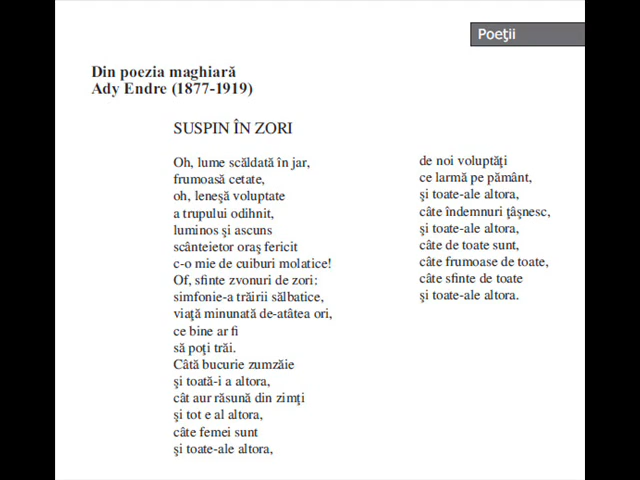 Poeţii
Din poezia maghiară
Ady Endre (1877-1919)
SUSPIN ÎN ZORI
Oh, lume scăldată în jar,
frumoasă cetate,
oh, leneşă voluptate
a trupului odihnit,
luminos şi ascuns
scânteietor oraş fericit
c-o mie de cuiburi molatice!
Of, sfinte zvonuri de zori:
simfonie-a trăirii sălbatice,
viaţă minunată de-atâtea ori,
ce bine ar fi
să poţi trăi.
Câtă bucurie zumzăie
şi toată-i a altora,
cât aur răsună din zimţi
şi tot e al altora,
câte femei sunt
şi toate-ale altora,
de noi voluptăţi
ce larmă pe pământ,
şi toate-ale altora,
câte îndemnuri ţâşnesc,
şi toate-ale altora,
câte de toate sunt,
câte frumoase de toate,
câte sfinte de toate
şi toate-ale altora.